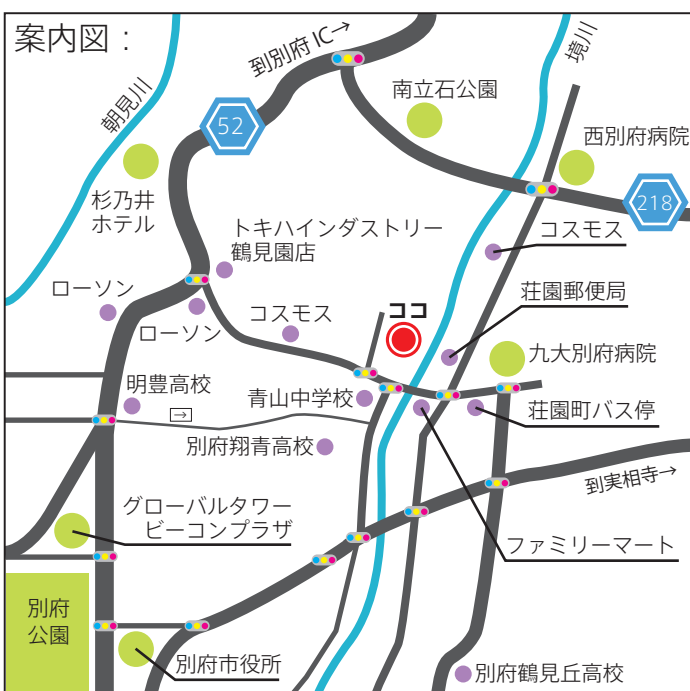 案内図：
到別府IC→
境川
朝見川
南立石公園
52
西別府病院
杉乃井
ホテル
218
トキハインダストリー
鶴見園店
コスモス
ローソン
ローソン
コスモス
ココ
荘園郵便局
九大別府病院
明豊高校
→
青山中学校
荘園町バス停
別府翔青高校
到実相寺→
グローバルタワー
ビーコンプラザ
ファミリーマート
別府
公園
別府市役所
別府鶴見丘高校